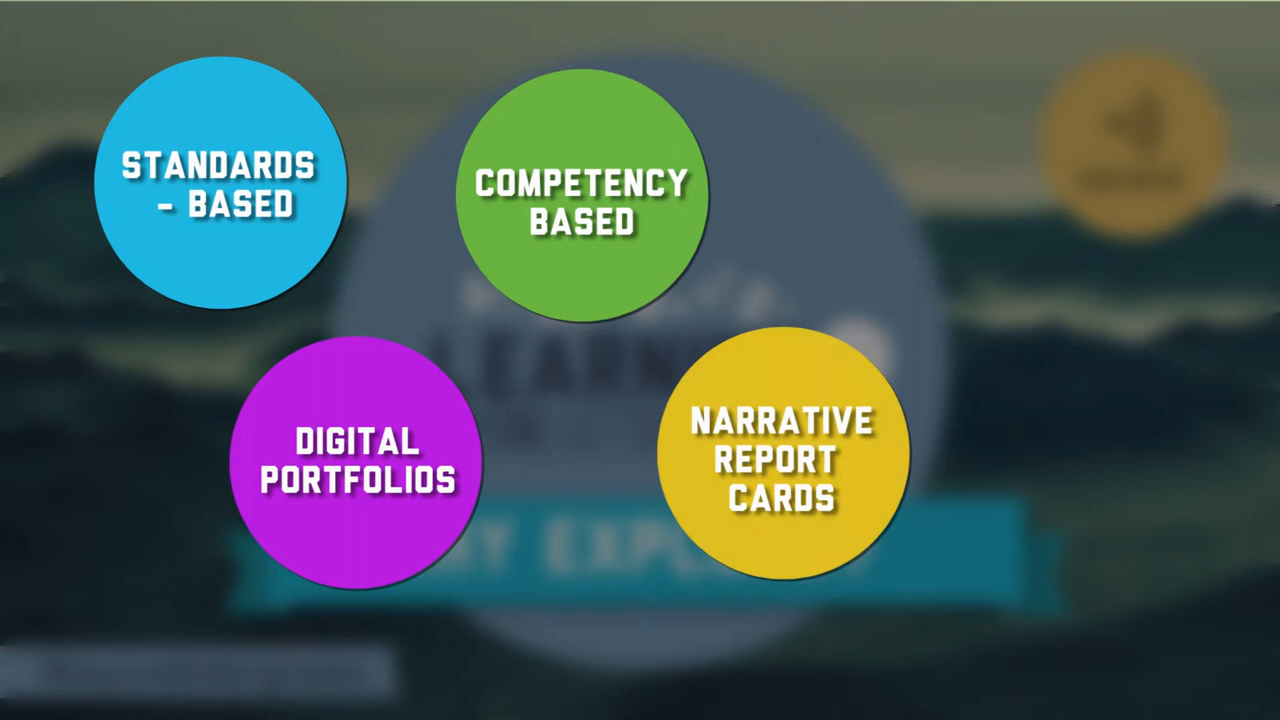 STANDARDS
- BASED
COMPETENCY
BASED
DIGITAL
PORTFOLIOS
NARRATIVE
REPORT
CARDS